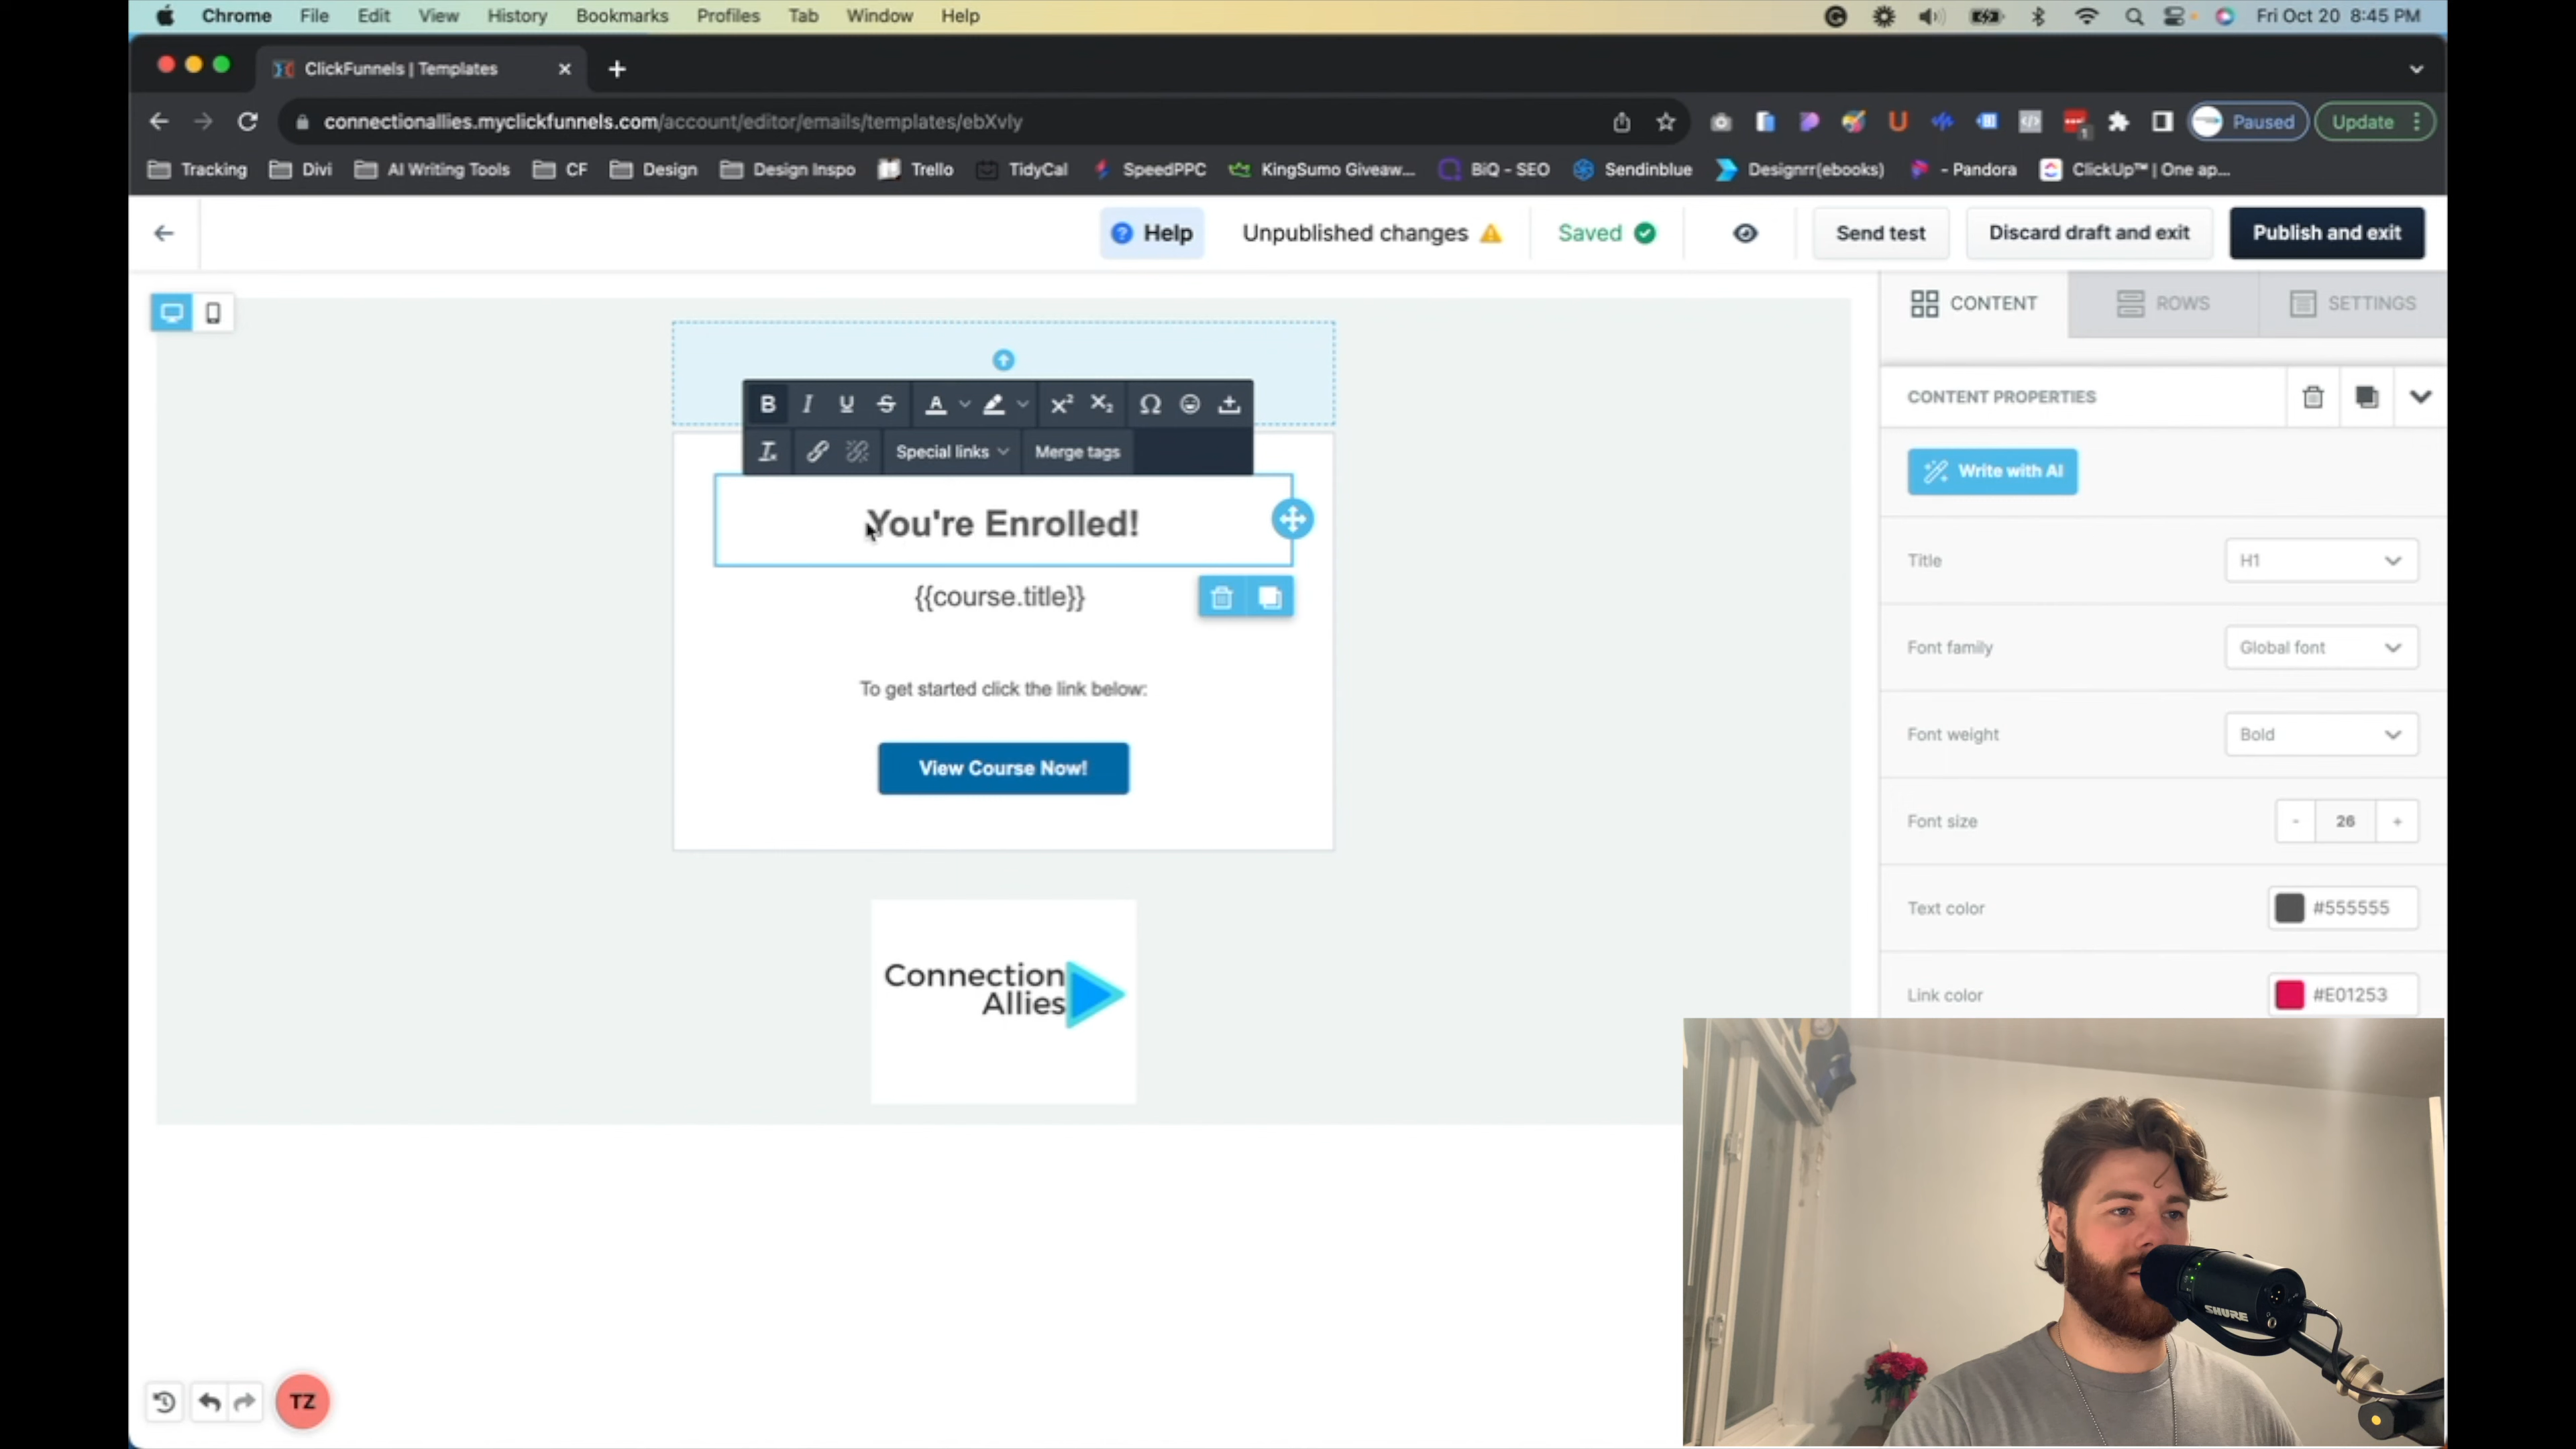 Chrome File Edit View History Bookmarks Profiles Tab Window Help Fri Oct 20 8:45 PM
ClickFunnels | Templates
connectionallies.myclickfunnels.com/account/editor/emails/templates/ebXvly Paused Update
Tracking Divi AI Writing Tools CF Design Design Inspo Trello TidyCal SpeedPPC KingSumo Giveaw... BiQ - SEO Sendinblue Designrr(ebooks) - Pandora ClickUp™ | One ap...
Help Unpublished changes Saved Send test Discard draft and exit Publish and exit
CONTENT ROWS SETTINGS
CONTENT PROPERTIES
Special links Merge tags
Write with AI
You're Enrolled!
Title H1
{{course.title}}
Font family Global font
To get started click the link below:
Font weight Bold
View Course Now!
Font size - 26 +
Text color #555555
Connection
Allies
Link color #E01253
SHURE
TZ